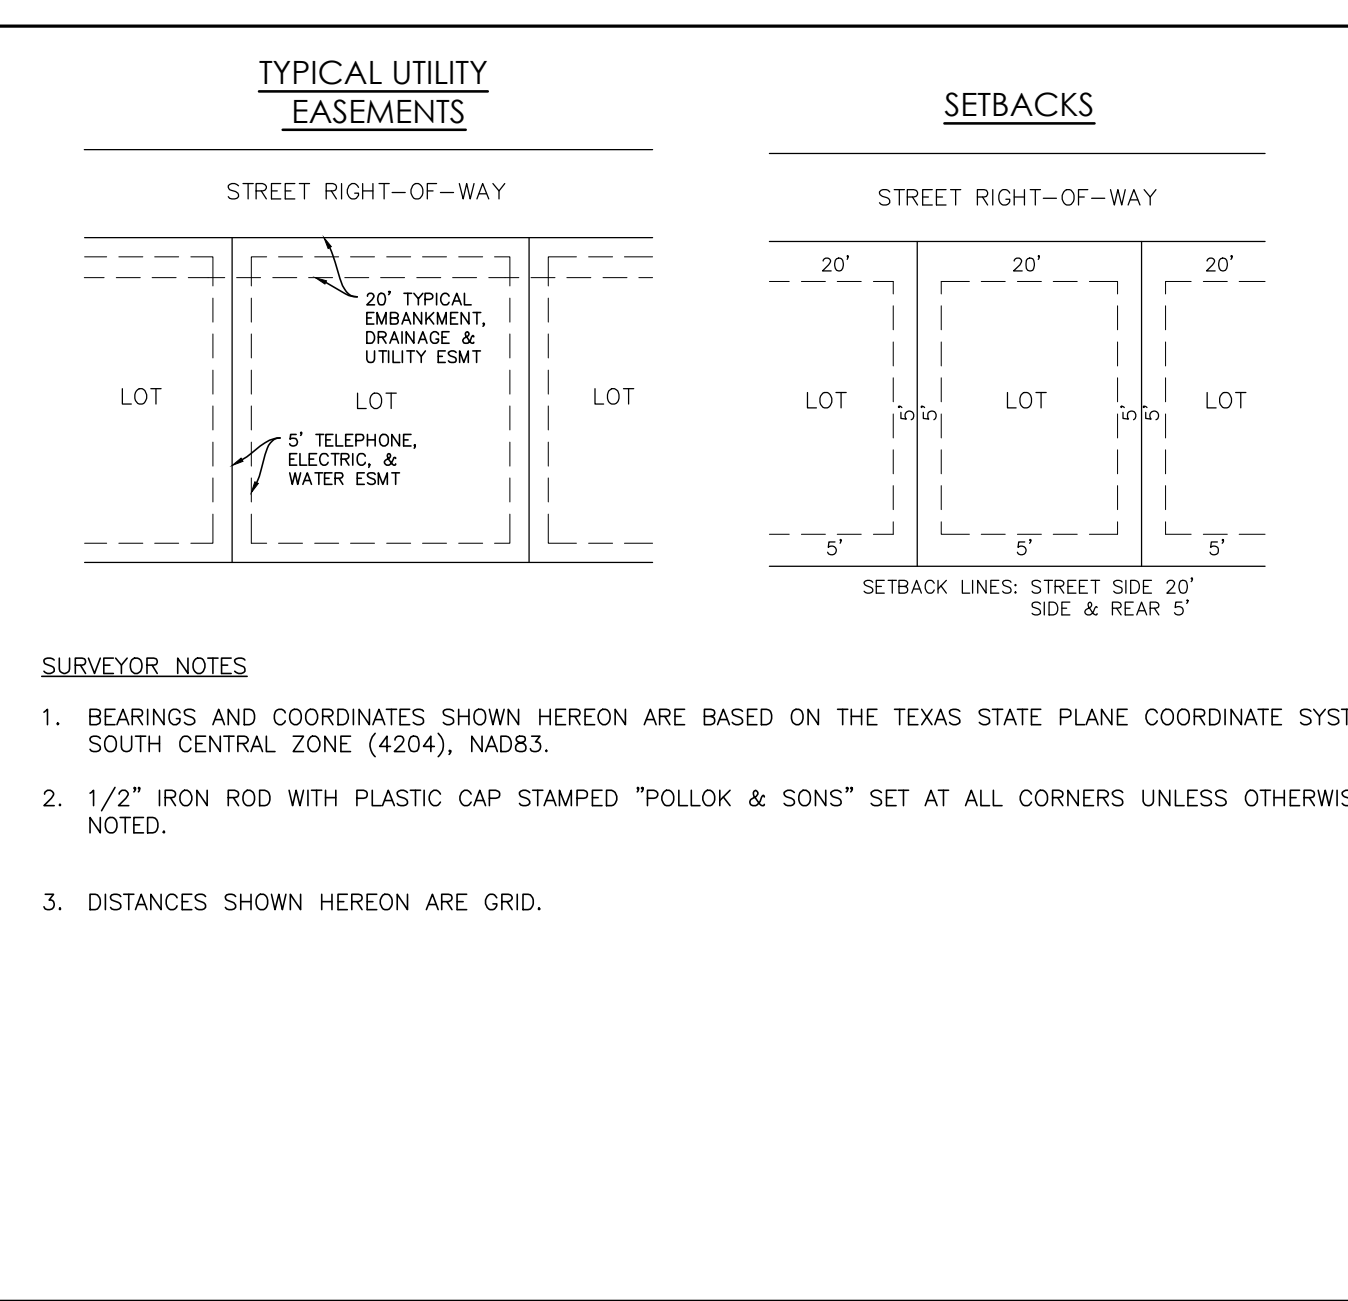 TYPICAL UTILITY
EASEMENTS
STREET RIGHT-OF-WAY
20' TYPICAL
EMBANKMENT,
DRAINAGE &
UTILITY ESMT
LOT
LOT
LOT
5' TELEPHONE,
ELECTRIC, &
WATER ESMT
SETBACKS
STREET RIGHT-OF-WAY
20'
20'
20'
LOT
5'
5'
LOT
5'
5'
LOT
5'
5'
5'
SETBACK LINES: STREET SIDE 20'
SIDE & REAR 5'
SURVEYOR NOTES
1. BEARINGS AND COORDINATES SHOWN HEREON ARE BASED ON THE TEXAS STATE PLANE COORDINATE SYST
SOUTH CENTRAL ZONE (4204), NAD83.
2. 1/2" IRON ROD WITH PLASTIC CAP STAMPED "POLLOK & SONS" SET AT ALL CORNERS UNLESS OTHERWIS
NOTED.
3. DISTANCES SHOWN HEREON ARE GRID.